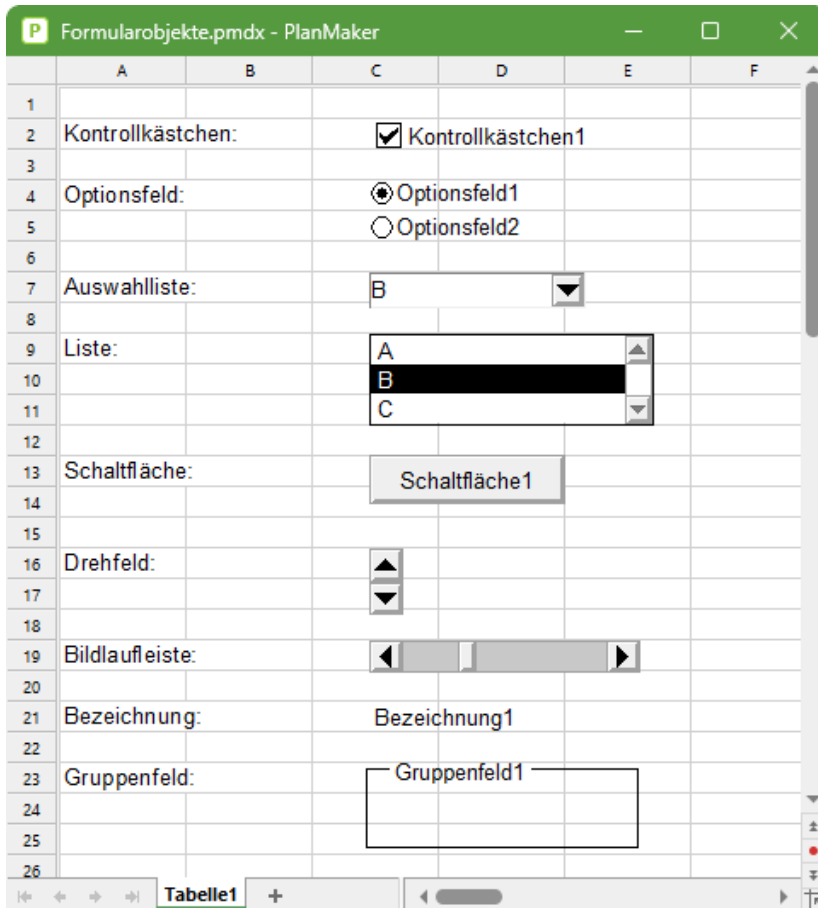 P Formularobjekte.pmdx - PlanMaker
A B C D E F
1
2 Kontrollkästchen: Kontrollkästchen1
3
4 Optionsfeld: Optionsfeld1
5 Optionsfeld2
6
7 Auswahlliste: B
8
9 Liste: A
10 B
11 C
12
13 Schaltfläche: Schaltfläche1
14
15
16 Drehfeld:
17
18
19 Bildlaufleiste:
20
21 Bezeichnung: Bezeichnung1
22
23 Gruppenfeld: Gruppenfeld1
24
25
26
Tabelle1 +